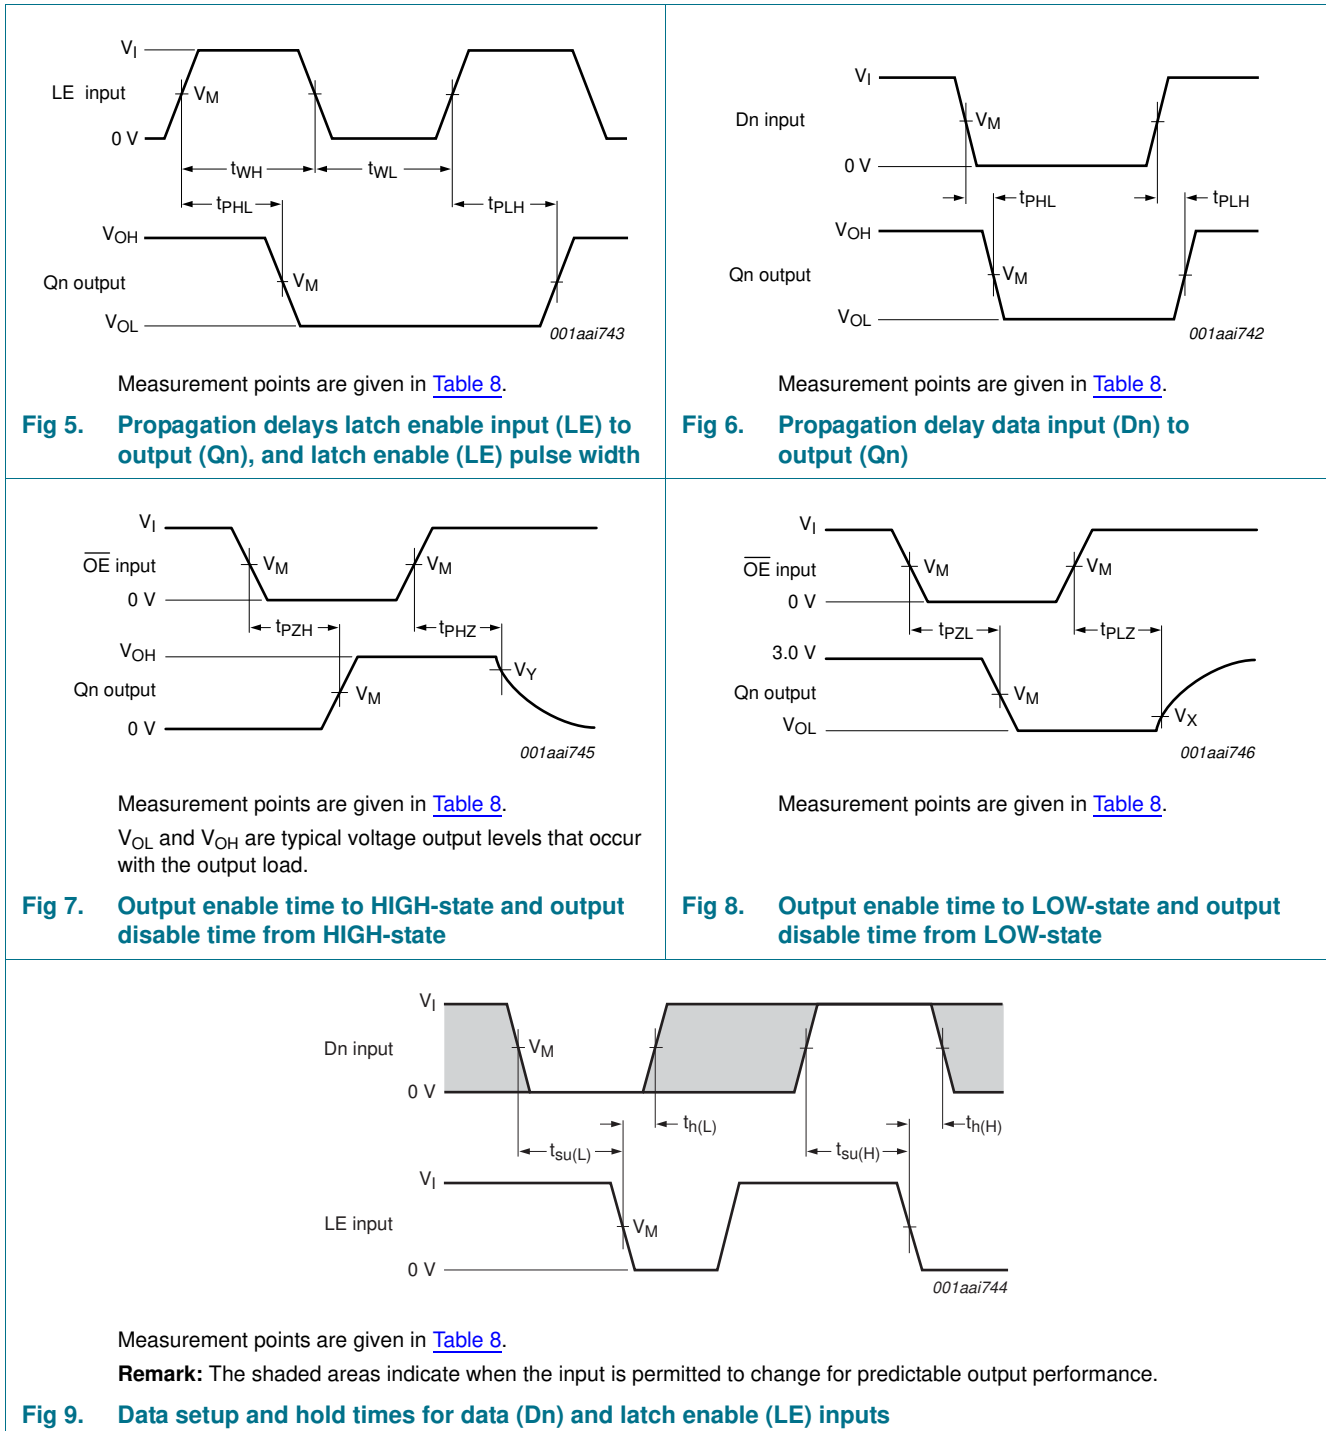 VI
LE input
VM
0 V
tWH
tWL
tPHL
tPLH
VOH
Qn output
VM
VOL
001aai743
Measurement points are given in Table 8.
Fig 5. Propagation delays latch enable input (LE) to
output (Qn), and latch enable (LE) pulse width
VI
Dn input
VM
0 V
tPHL
tPLH
VOH
Qn output
VM
VOL
001aai742
Measurement points are given in Table 8.
Fig 6. Propagation delay data input (Dn) to
output (Qn)
VI
OE input
VM
VM
0 V
tPZH
tPHZ
VOH
VY
Qn output
VM
0 V
001aai745
Measurement points are given in Table 8.
VOL and VOH are typical voltage output levels that occur
with the output load.
Fig 7. Output enable time to HIGH-state and output
disable time from HIGH-state
VI
OE input
VM
VM
0 V
tPZL
tPLZ
3.0 V
Qn output
VM
VX
VOL
001aai746
Measurement points are given in Table 8.
Fig 8. Output enable time to LOW-state and output
disable time from LOW-state
VI
Dn input
VM
0 V
th(L)
th(H)
tsu(L)
tsu(H)
VI
LE input
VM
0 V
001aai744
Measurement points are given in Table 8.
Remark: The shaded areas indicate when the input is permitted to change for predictable output performance.
Fig 9. Data setup and hold times for data (Dn) and latch enable (LE) inputs